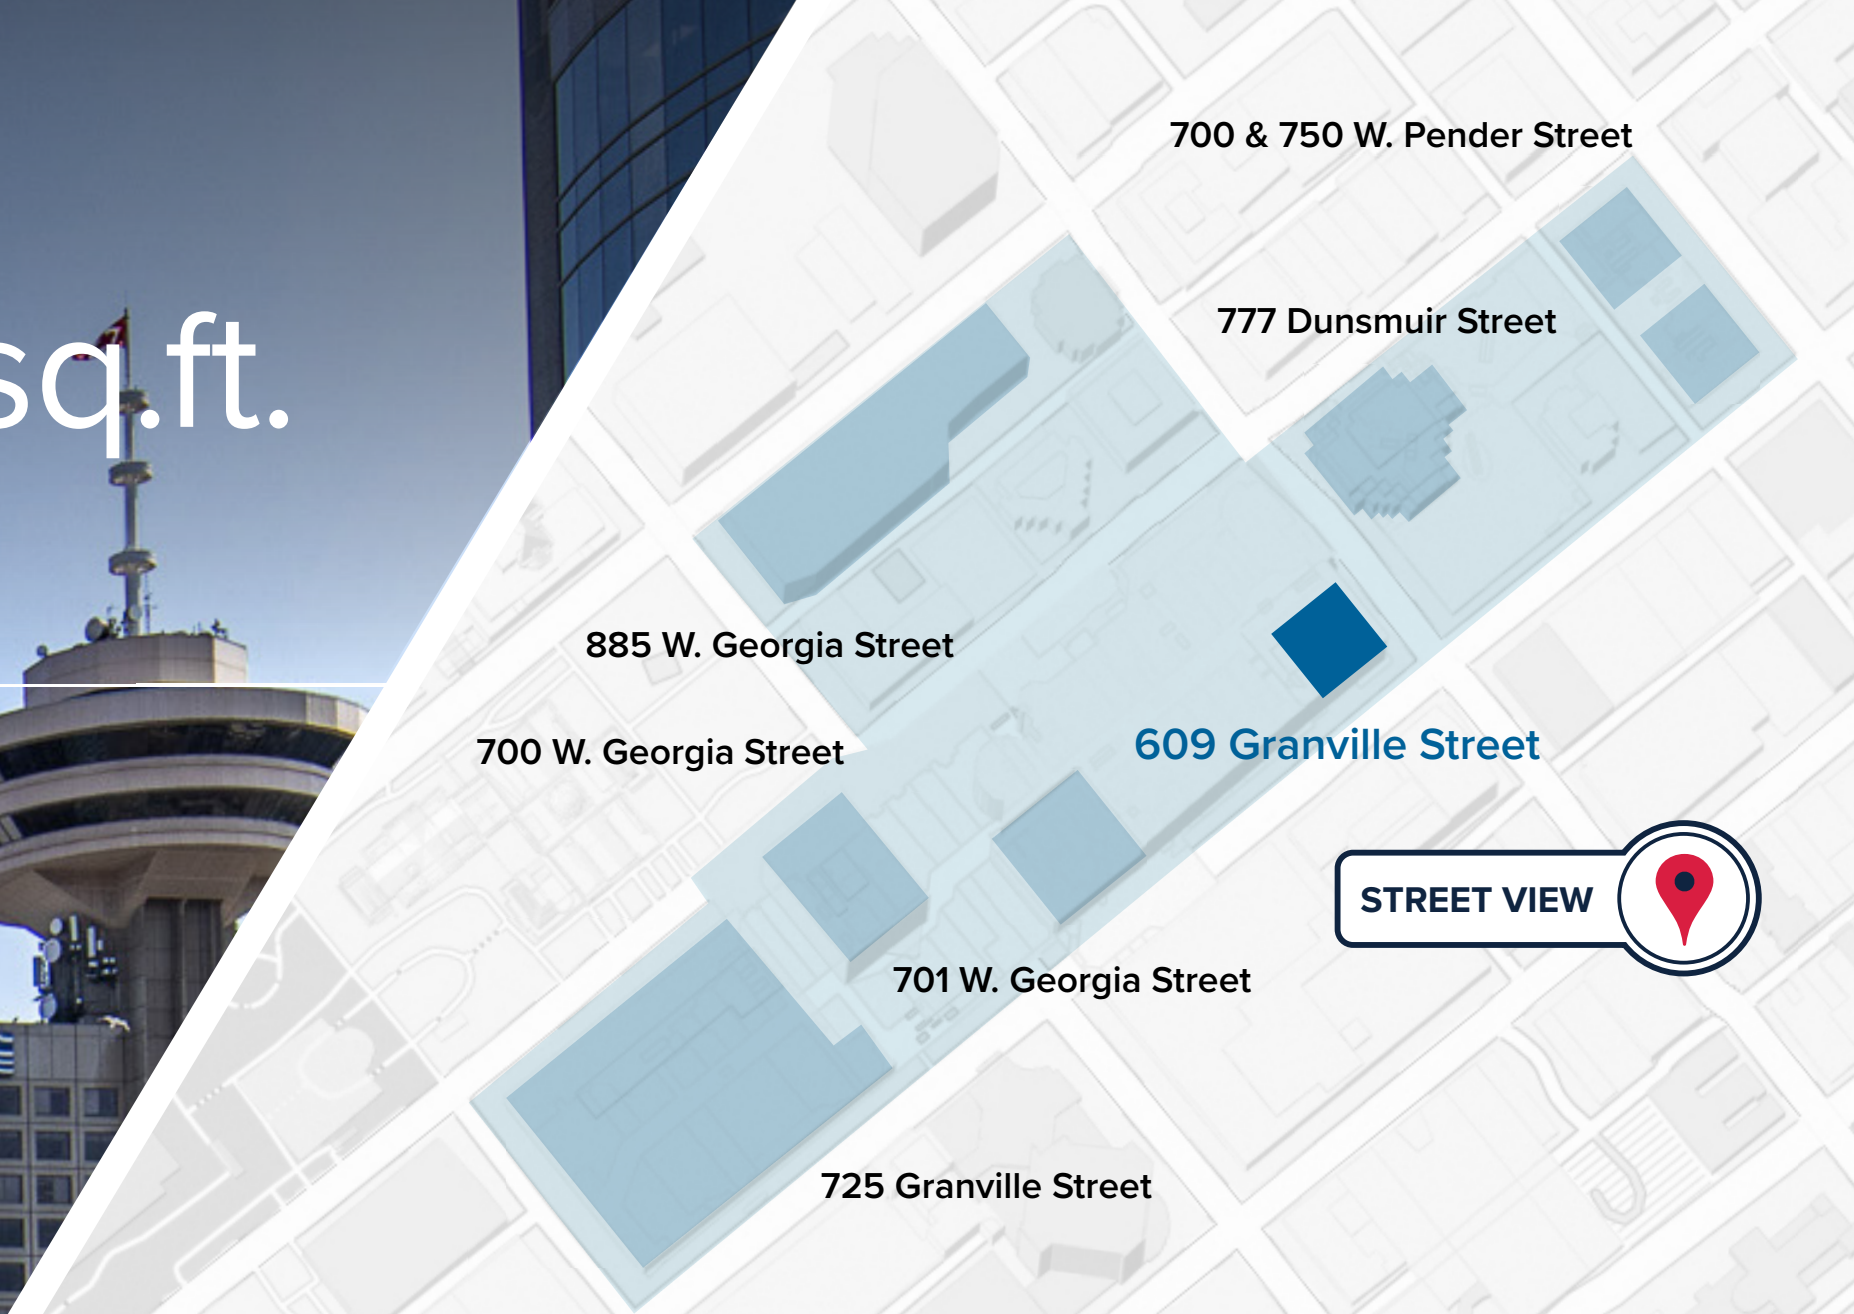 sq.ft.
700 & 750 W. Pender Street
777 Dunsmuir Street
885 W. Georgia Street
700 W. Georgia Street
609 Granville Street
STREET VIEW
701 W. Georgia Street
725 Granville Street